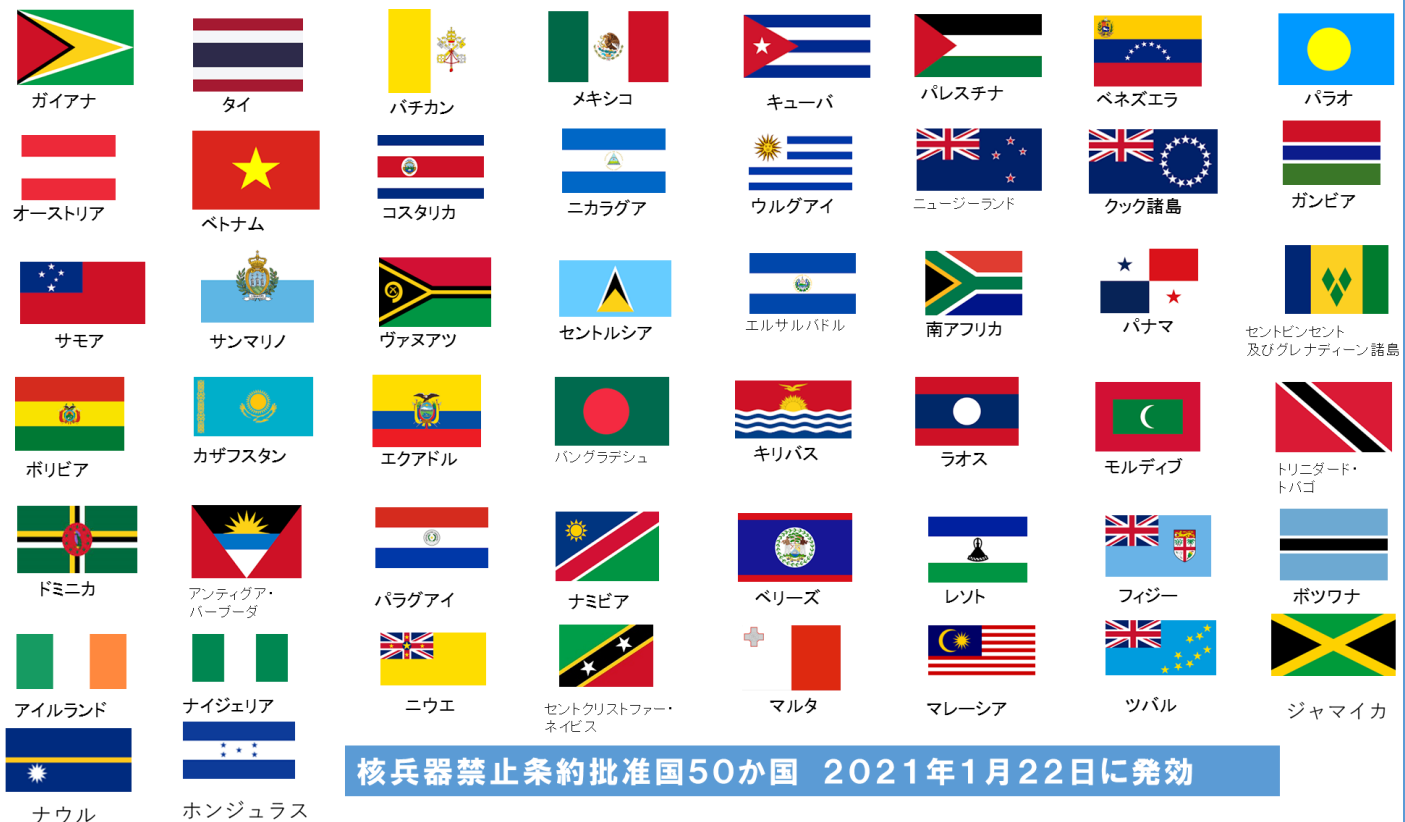 ガイアナ
タイ
バチカン
メキシコ
キューバ
パレスチナ
ベネズエラ
パラオ
オーストリア
ベトナム
コスタリカ
ニカラグア
ウルグアイ
ニュージーランド
クック諸島
ガンビア
サモア
サンマリノ
ヴァヌアツ
セントルシア
エルサルバドル
南アフリカ
パナマ
セントビンセント
及びグレナディーン諸島
ボリビア
カザフスタン
エクアドル
バングラデシュ
キリバス
ラオス
モルディブ
トリニダード・
トバゴ
ドミニカ
アンティグア・
バーブーダ
パラグアイ
ナミビア
ベリーズ
レソト
フィジー
ボツワナ
アイルランド
ナイジェリア
ニウエ
セントクリストファー・
ネイビス
マルタ
マレーシア
ツバル
ジャマイカ
ナウル
ホンジュラス
核兵器禁止条約批准国50か国 2021年1月22日に発効